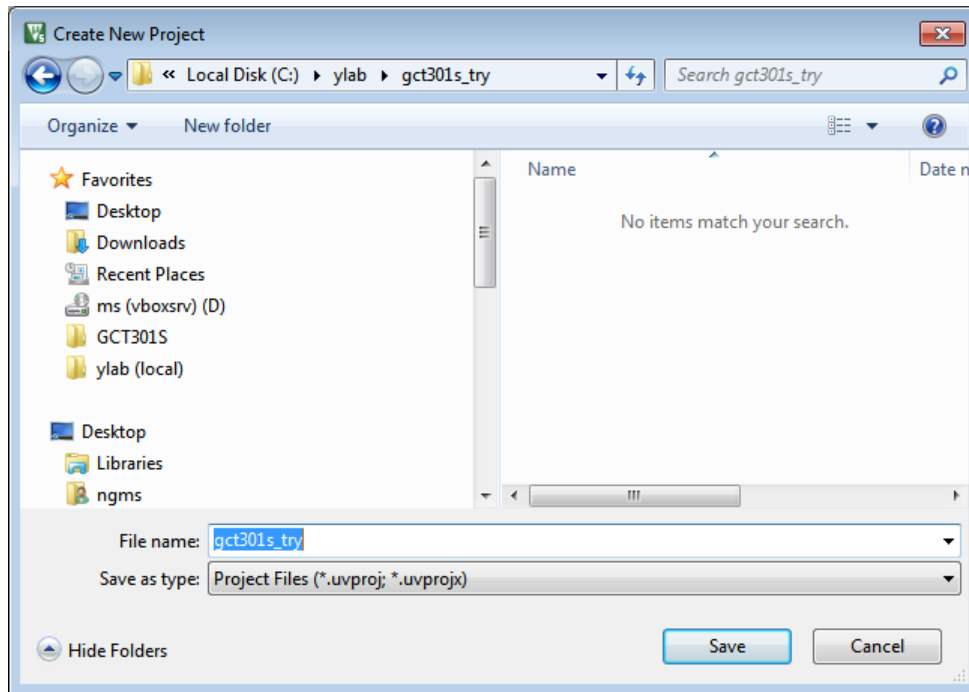 Create New Project
« Local Disk (C:) ▸ ylab ▸ gct301s_try
Search gct301s_try
Organize
New folder
Name
Date n
No items match your search.
Favorites
Desktop
Downloads
Recent Places
ms (vboxsrv) (D)
GCT301S
ylab (local)
Desktop
Libraries
ngms
File name: gct301s_try
Save as type: Project Files (*.uvproj; *.uvprojx)
Hide Folders
Save
Cancel